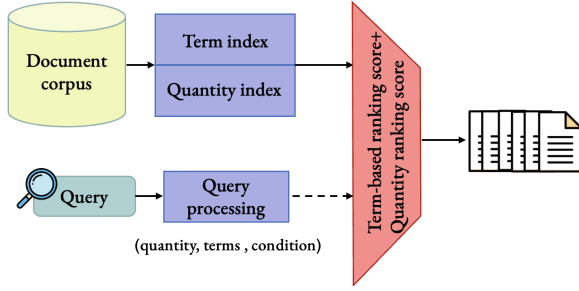 Document
corpus
Term index
Quantity index
Term-based ranking score+
Quantity ranking score
Query
Query
processing
(quantity, terms , condition)